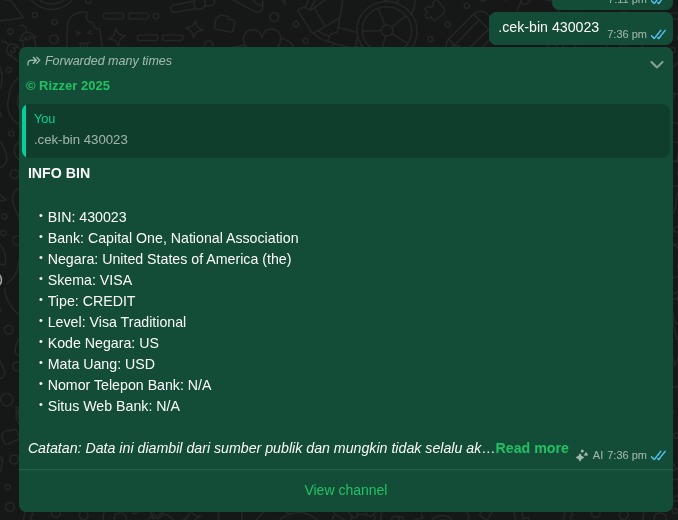 7:11 pm
.cek-bin 430023 7:36 pm
Forwarded many times
© Rizzer 2025
You
.cek-bin 430023
INFO BIN
• BIN: 430023
• Bank: Capital One, National Association
• Negara: United States of America (the)
• Skema: VISA
• Tipe: CREDIT
• Level: Visa Traditional
• Kode Negara: US
• Mata Uang: USD
• Nomor Telepon Bank: N/A
• Situs Web Bank: N/A
Catatan: Data ini diambil dari sumber publik dan mungkin tidak selalu ak...Read more AI 7:36 pm
View channel